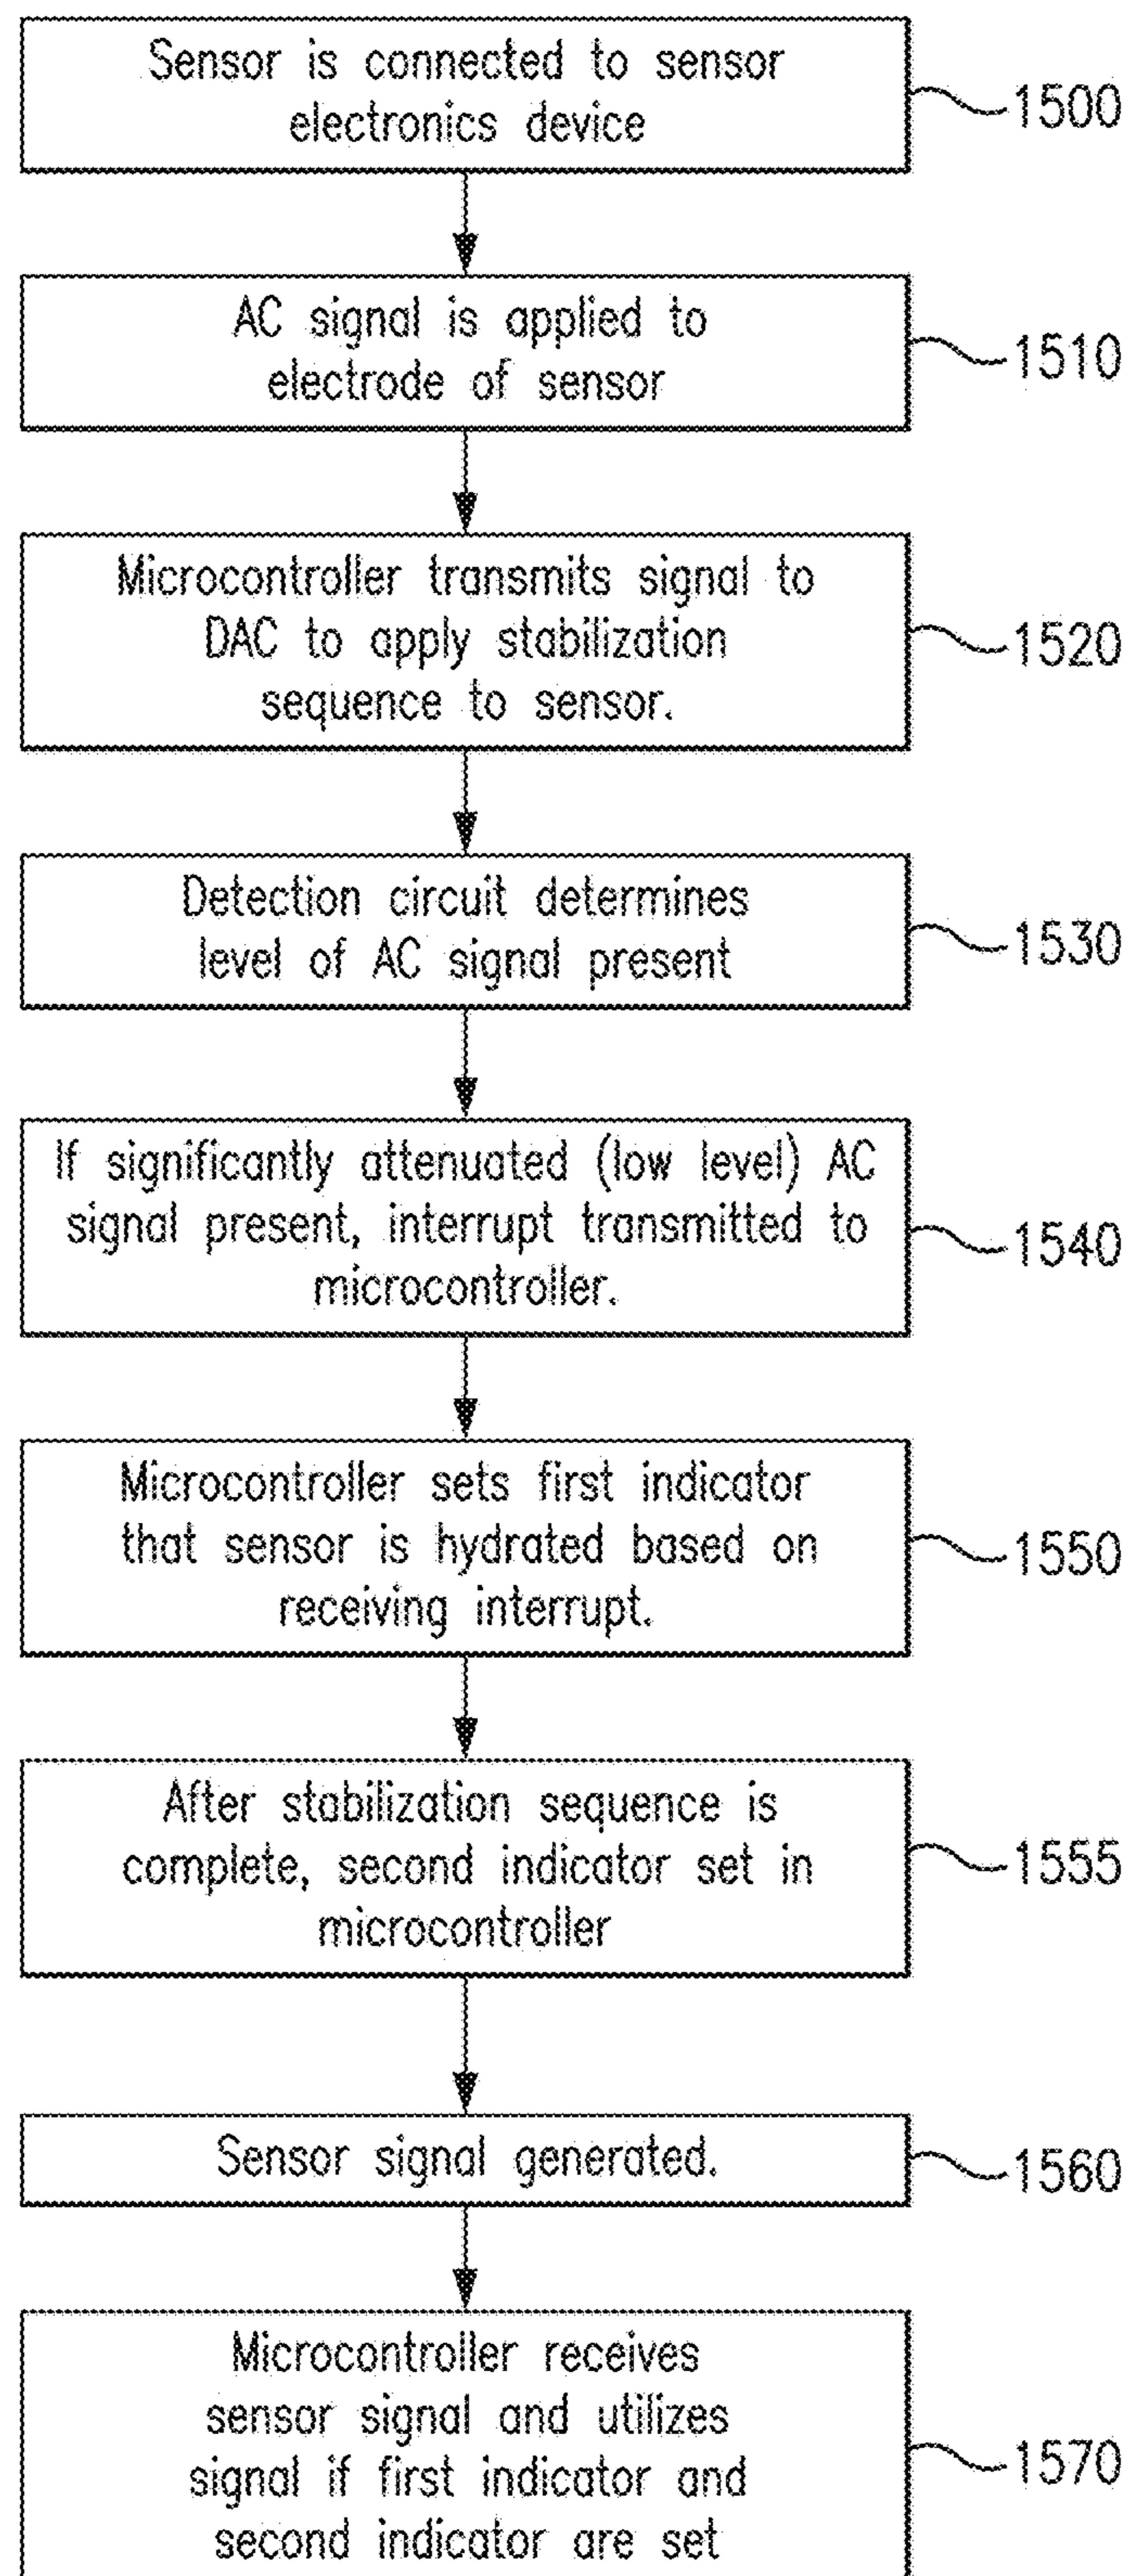 Sensor is connected to sensor
electronics device
1500
AC signal is applied to
electrode of sensor
1510
Microcontroller transmits signal to
DAC to apply stabilization
sequence to sensor.
1520
Detection circuit determines
level of AC signal present
1530
If significantly attenuated (low level) AC
signal present, interrupt transmitted to
microcontroller.
1540
Microcontroller sets first indicator
that sensor is hydrated based on
receiving interrupt.
1550
After stabilization sequence is
complete, second indicator set in
microcontroller
1555
Sensor signal generated.
1560
Microcontroller receives
sensor signal and utilizes
signal if first indicator and
second indicator are set
1570